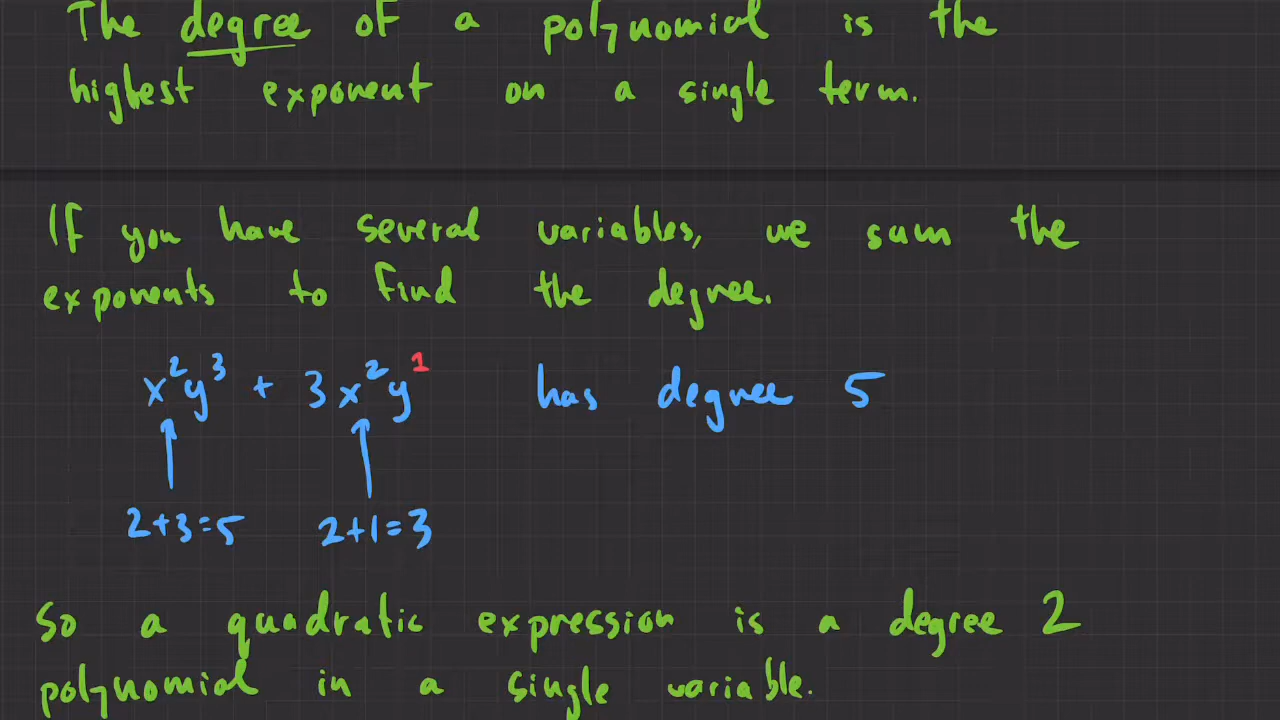 The degree of a polynomial is the
highest exponent on a single term.
If you have several variables, we sum the
exponents to find the degree.
x²y³ + 3x²y¹ has degree 5
2+3=5 2+1=3
So a quadratic expression is a degree 2
polynomial in a single variable.